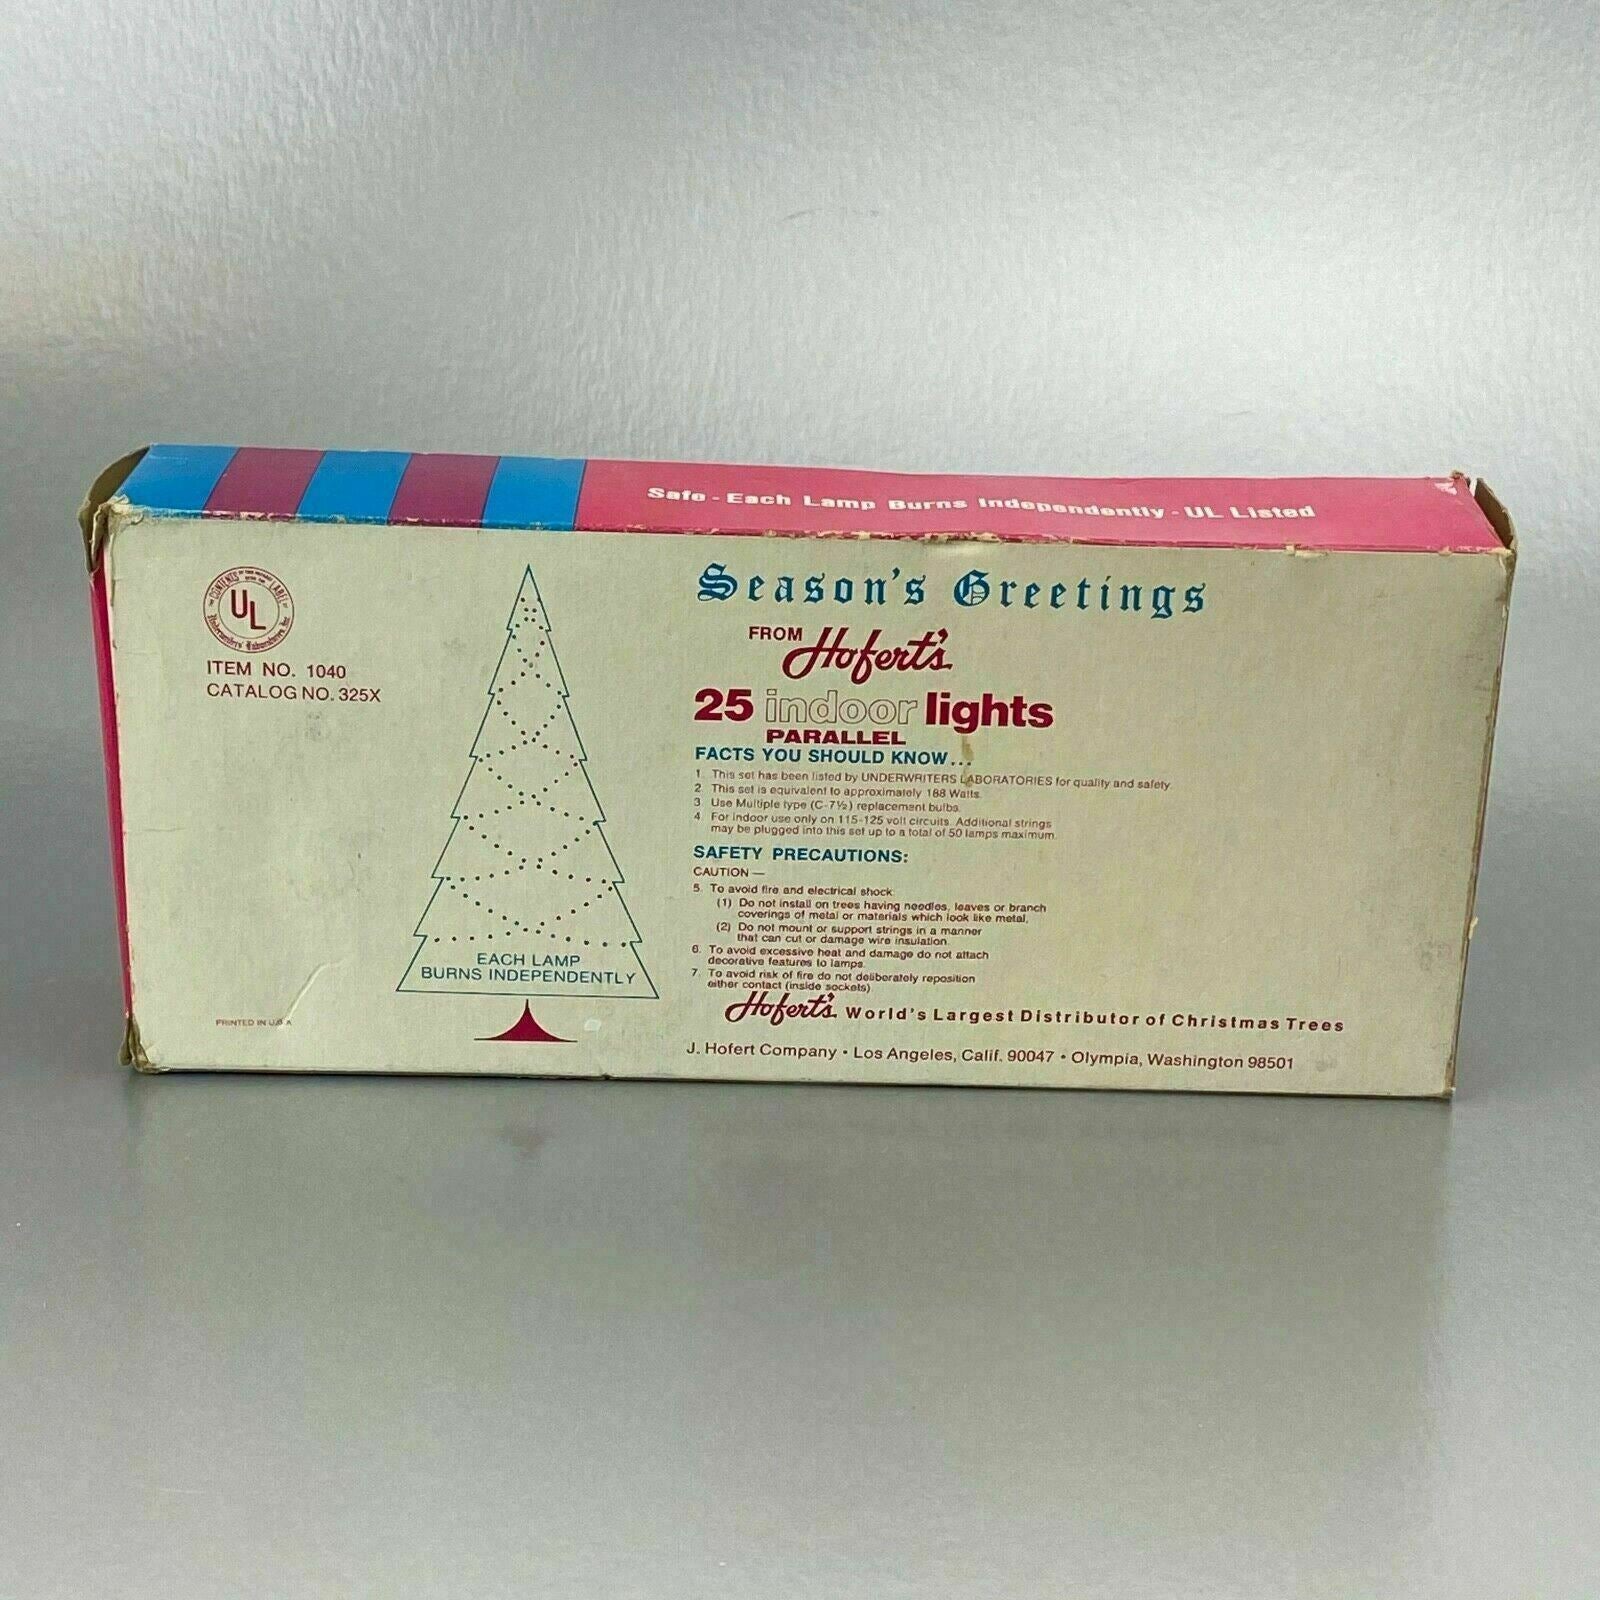 Safe - Each Lamp Burns Independently - UL Listed
UL
ITEM NO. 1040
CATALOG NO. 325X
EACH LAMP
BURNS INDEPENDENTLY
PRINTED IN U.S.A
Season's Greetings
FROM Hofert's
25 indoor lights
PARALLEL
FACTS YOU SHOULD KNOW...
1 This set has been listed by UNDERWRITERS LABORATORIES for quality and safety.
2 This set is equivalent to approximately 188 Watts.
3 Use Multiple type (C-7½) replacement bulbs.
4 For indoor use only on 115-125 volt circuits. Additional strings
may be plugged into this set up to a total of 50 lamps maximum.
SAFETY PRECAUTIONS:
CAUTION —
5. To avoid fire and electrical shock:
(1) Do not install on trees having needles, leaves or branch
coverings of metal or materials which look like metal,
(2) Do not mount or support strings in a manner
that can cut or damage wire insulation.
6. To avoid excessive heat and damage do not attach
decorative features to lamps.
7. To avoid risk of fire do not deliberately reposition
either contact (inside sockets)
Hofert's World's Largest Distributor of Christmas Trees
J. Hofert Company • Los Angeles, Calif. 90047 • Olympia, Washington 98501